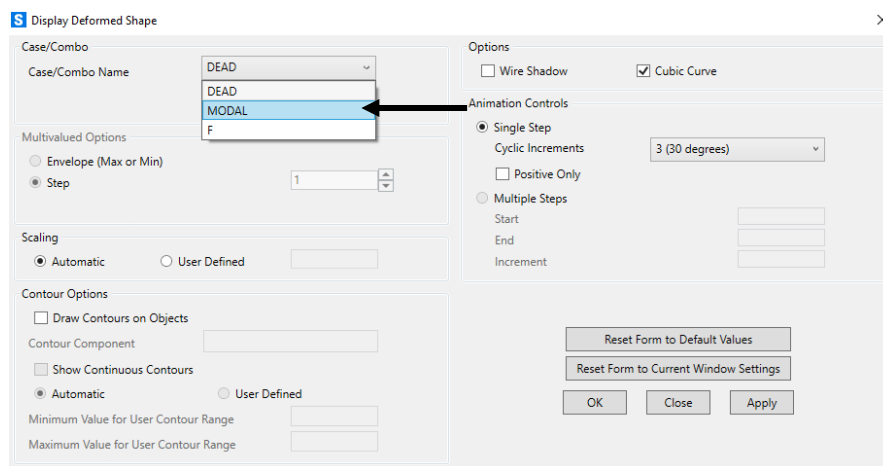 S Display Deformed Shape
Case/Combo
Case/Combo Name
DEAD
DEAD
MODAL
F
Multivalued Options
Envelope (Max or Min)
Step
1
Scaling
Automatic
User Defined
Contour Options
Draw Contours on Objects
Contour Component
Show Continuous Contours
Automatic
User Defined
Minimum Value for User Contour Range
Maximum Value for User Contour Range
Options
Wire Shadow
Cubic Curve
Animation Controls
Single Step
Cyclic Increments
3 (30 degrees)
Positive Only
Multiple Steps
Start
End
Increment
Reset Form to Default Values
Reset Form to Current Window Settings
OK
Close
Apply